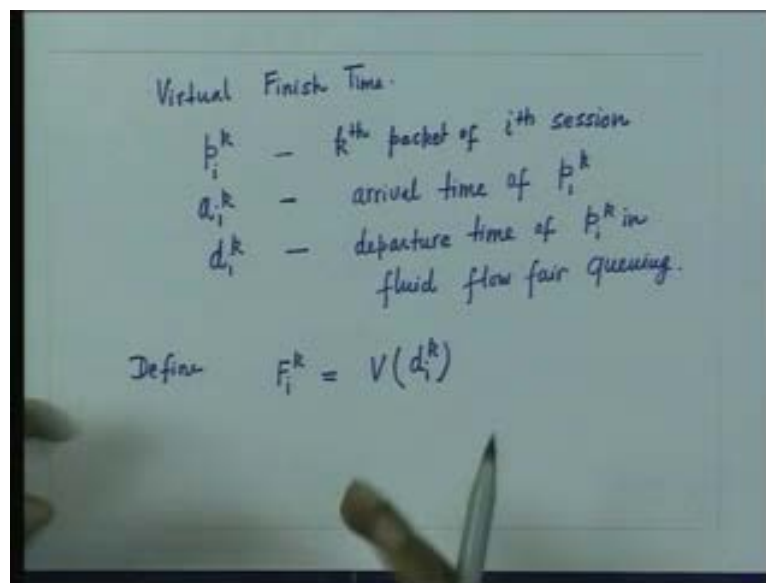 Virtual Finish Time.
p_i^k – k^th packet of i^th session
a_i^k – arrival time of p_i^k
d_i^k – departure time of p_i^k in
fluid flow fair queuing.
Define F_i^k = V(d_i^k)